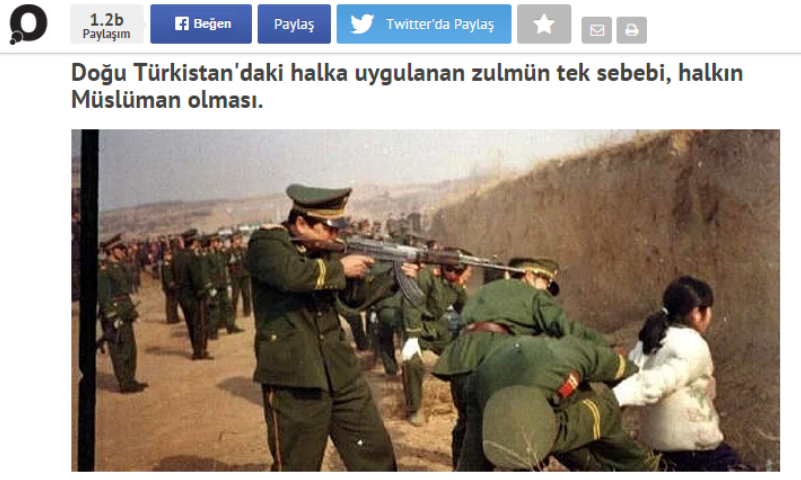 1.2b
Paylaşım
Beğen
Paylaş
Twitter'da Paylaş
Doğu Türkistan'daki halka uygulanan zulmün tek sebebi, halkın
Müslüman olması.